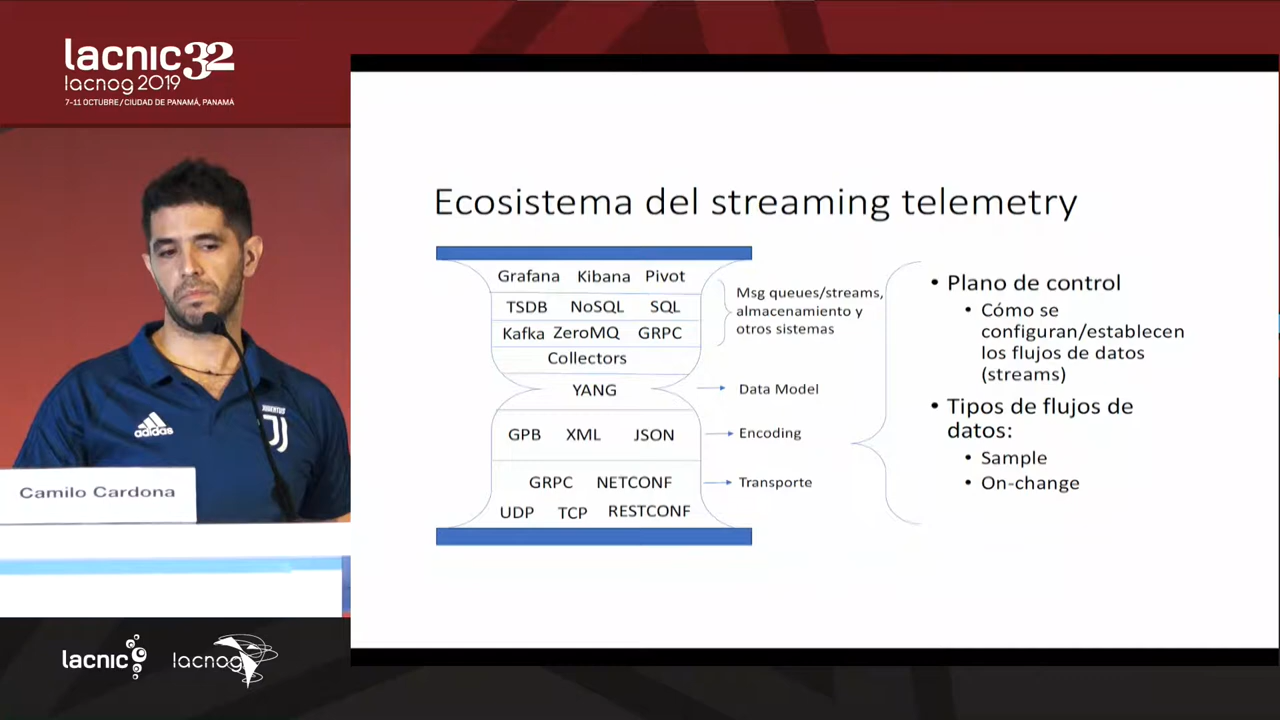 lacnic32
lacnog 2019
7-11 OCTUBRE / CIUDAD DE PANAMÁ, PANAMÁ
Ecosistema del streaming telemetry
Grafana Kibana Pivot
TSDB NoSQL SQL
Kafka ZeroMQ GRPC
Collectors
YANG
GPB XML JSON
GRPC NETCONF
UDP TCP RESTCONF
Msg queues/streams,
almacenamiento y
otros sistemas
Data Model
Encoding
Transporte
• Plano de control
• Cómo se
configuran/establecen
los flujos de datos
(streams)
• Tipos de flujos de
datos:
• Sample
• On-change
adidas
JUVENTUS
Camilo Cardona
lacnic
lacnog